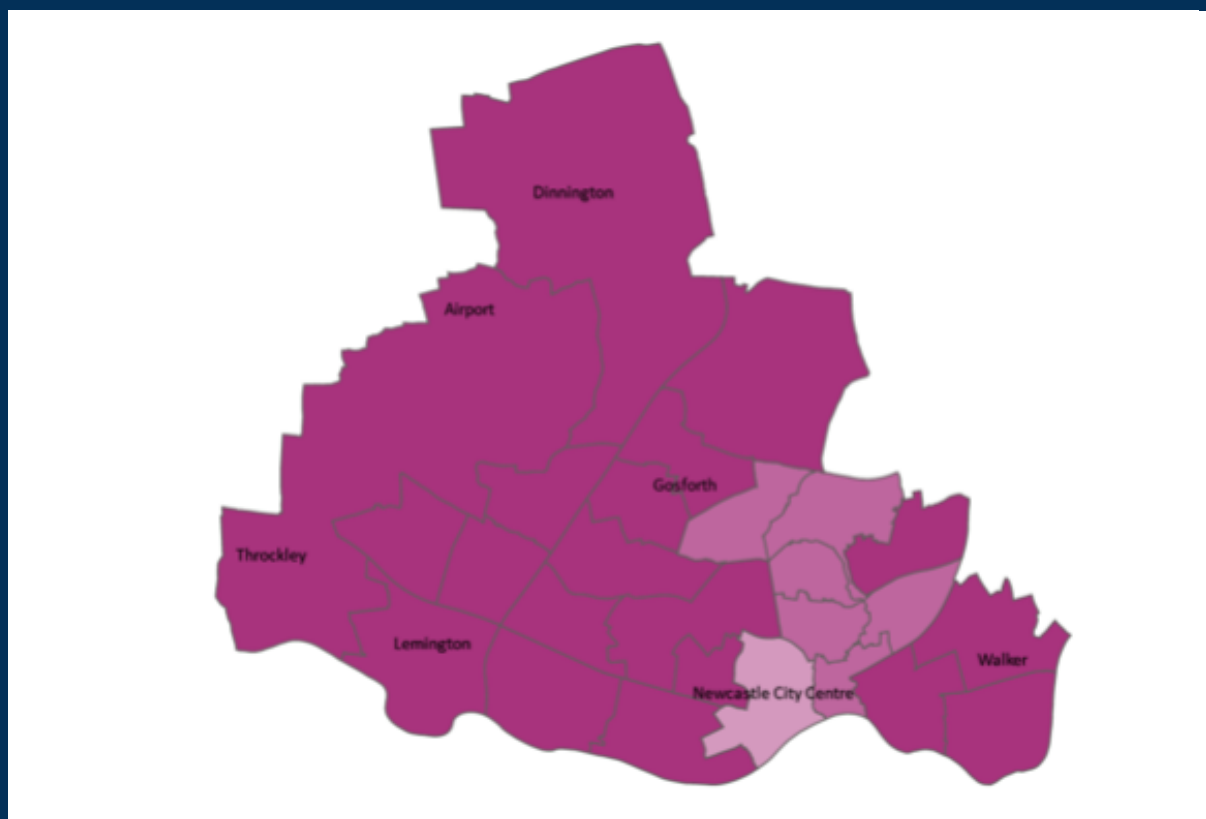 Dinnington
Airport
Gosforth
Throckley
Lemington
Walker
Newcastle City Centre